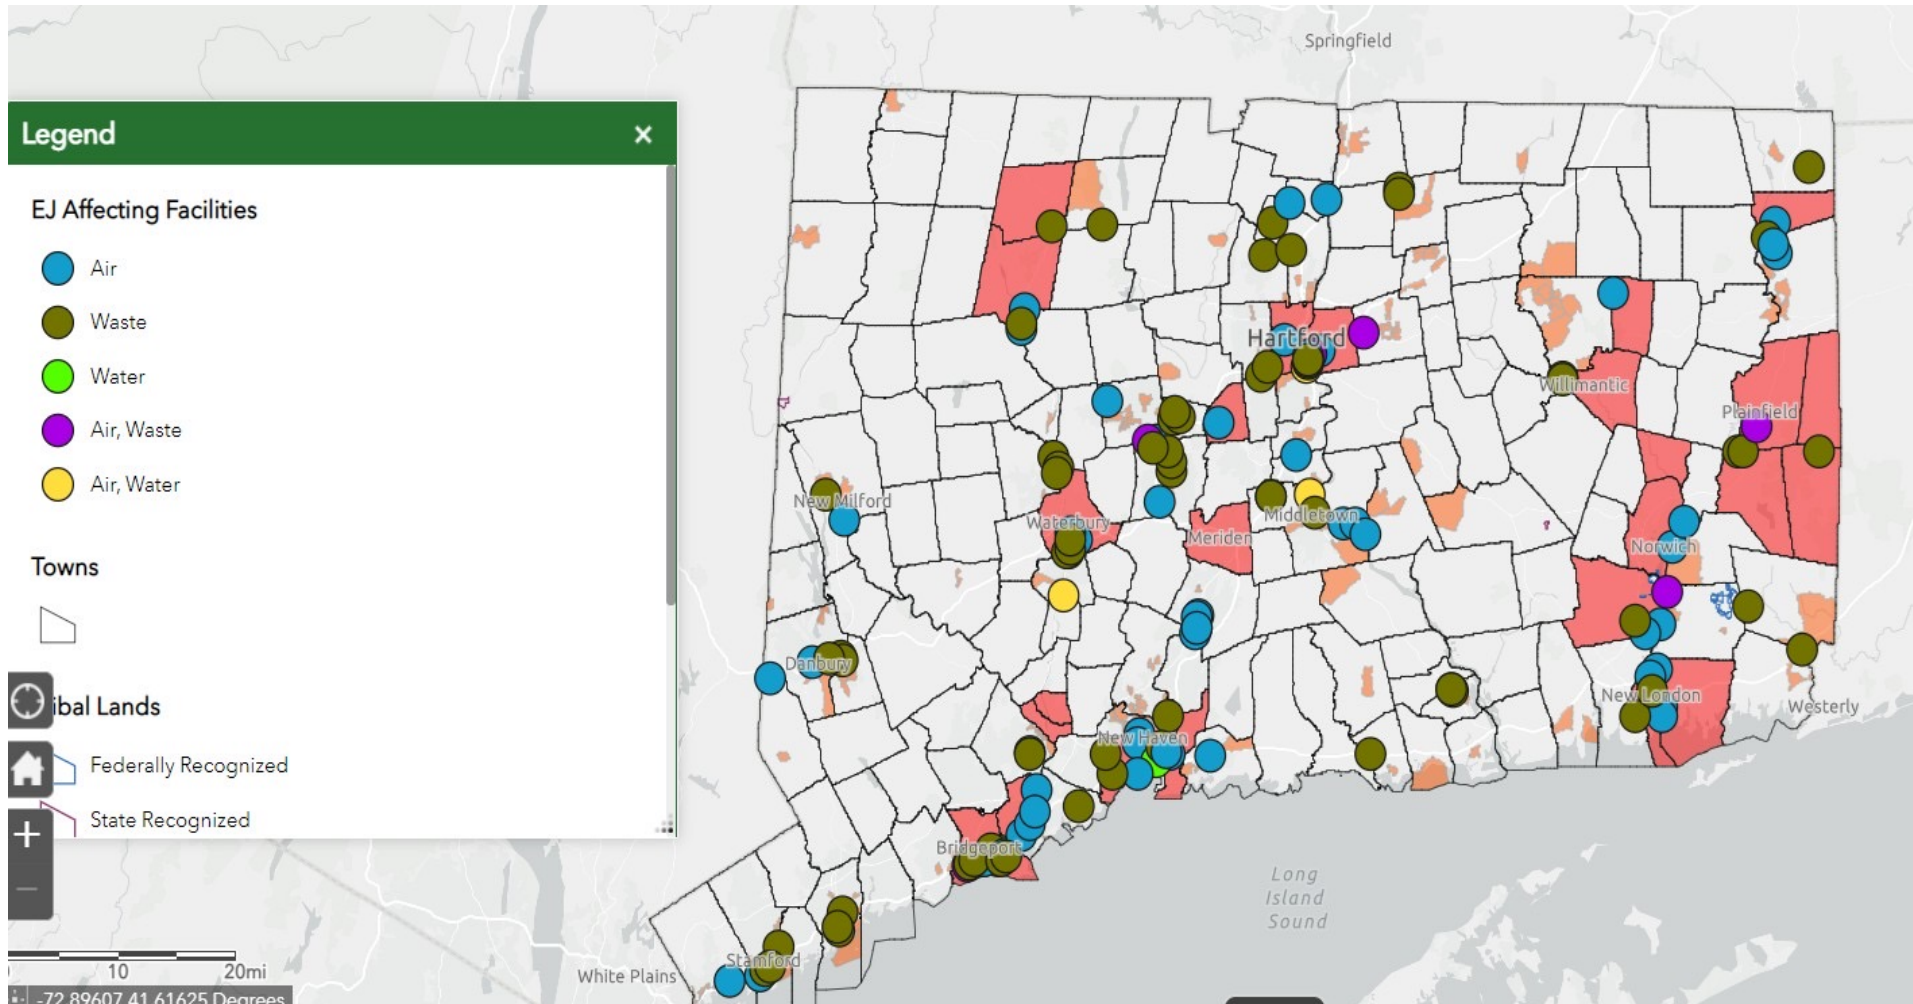 Legend ×
EJ Affecting Facilities
Air
Waste
Water
Air, Waste
Air, Water
Towns
ibal Lands
Federally Recognized
State Recognized
+
10 20mi
-72.89607 41.61625 Degrees
Springfield
Hartford
Willimantic
Plainfield
New Milford
Waterbury
Meriden
Middletown
Norwich
Danbury
New Haven
New London
Westerly
Bridgeport
Long
Island
Sound
Stamford
White Plains